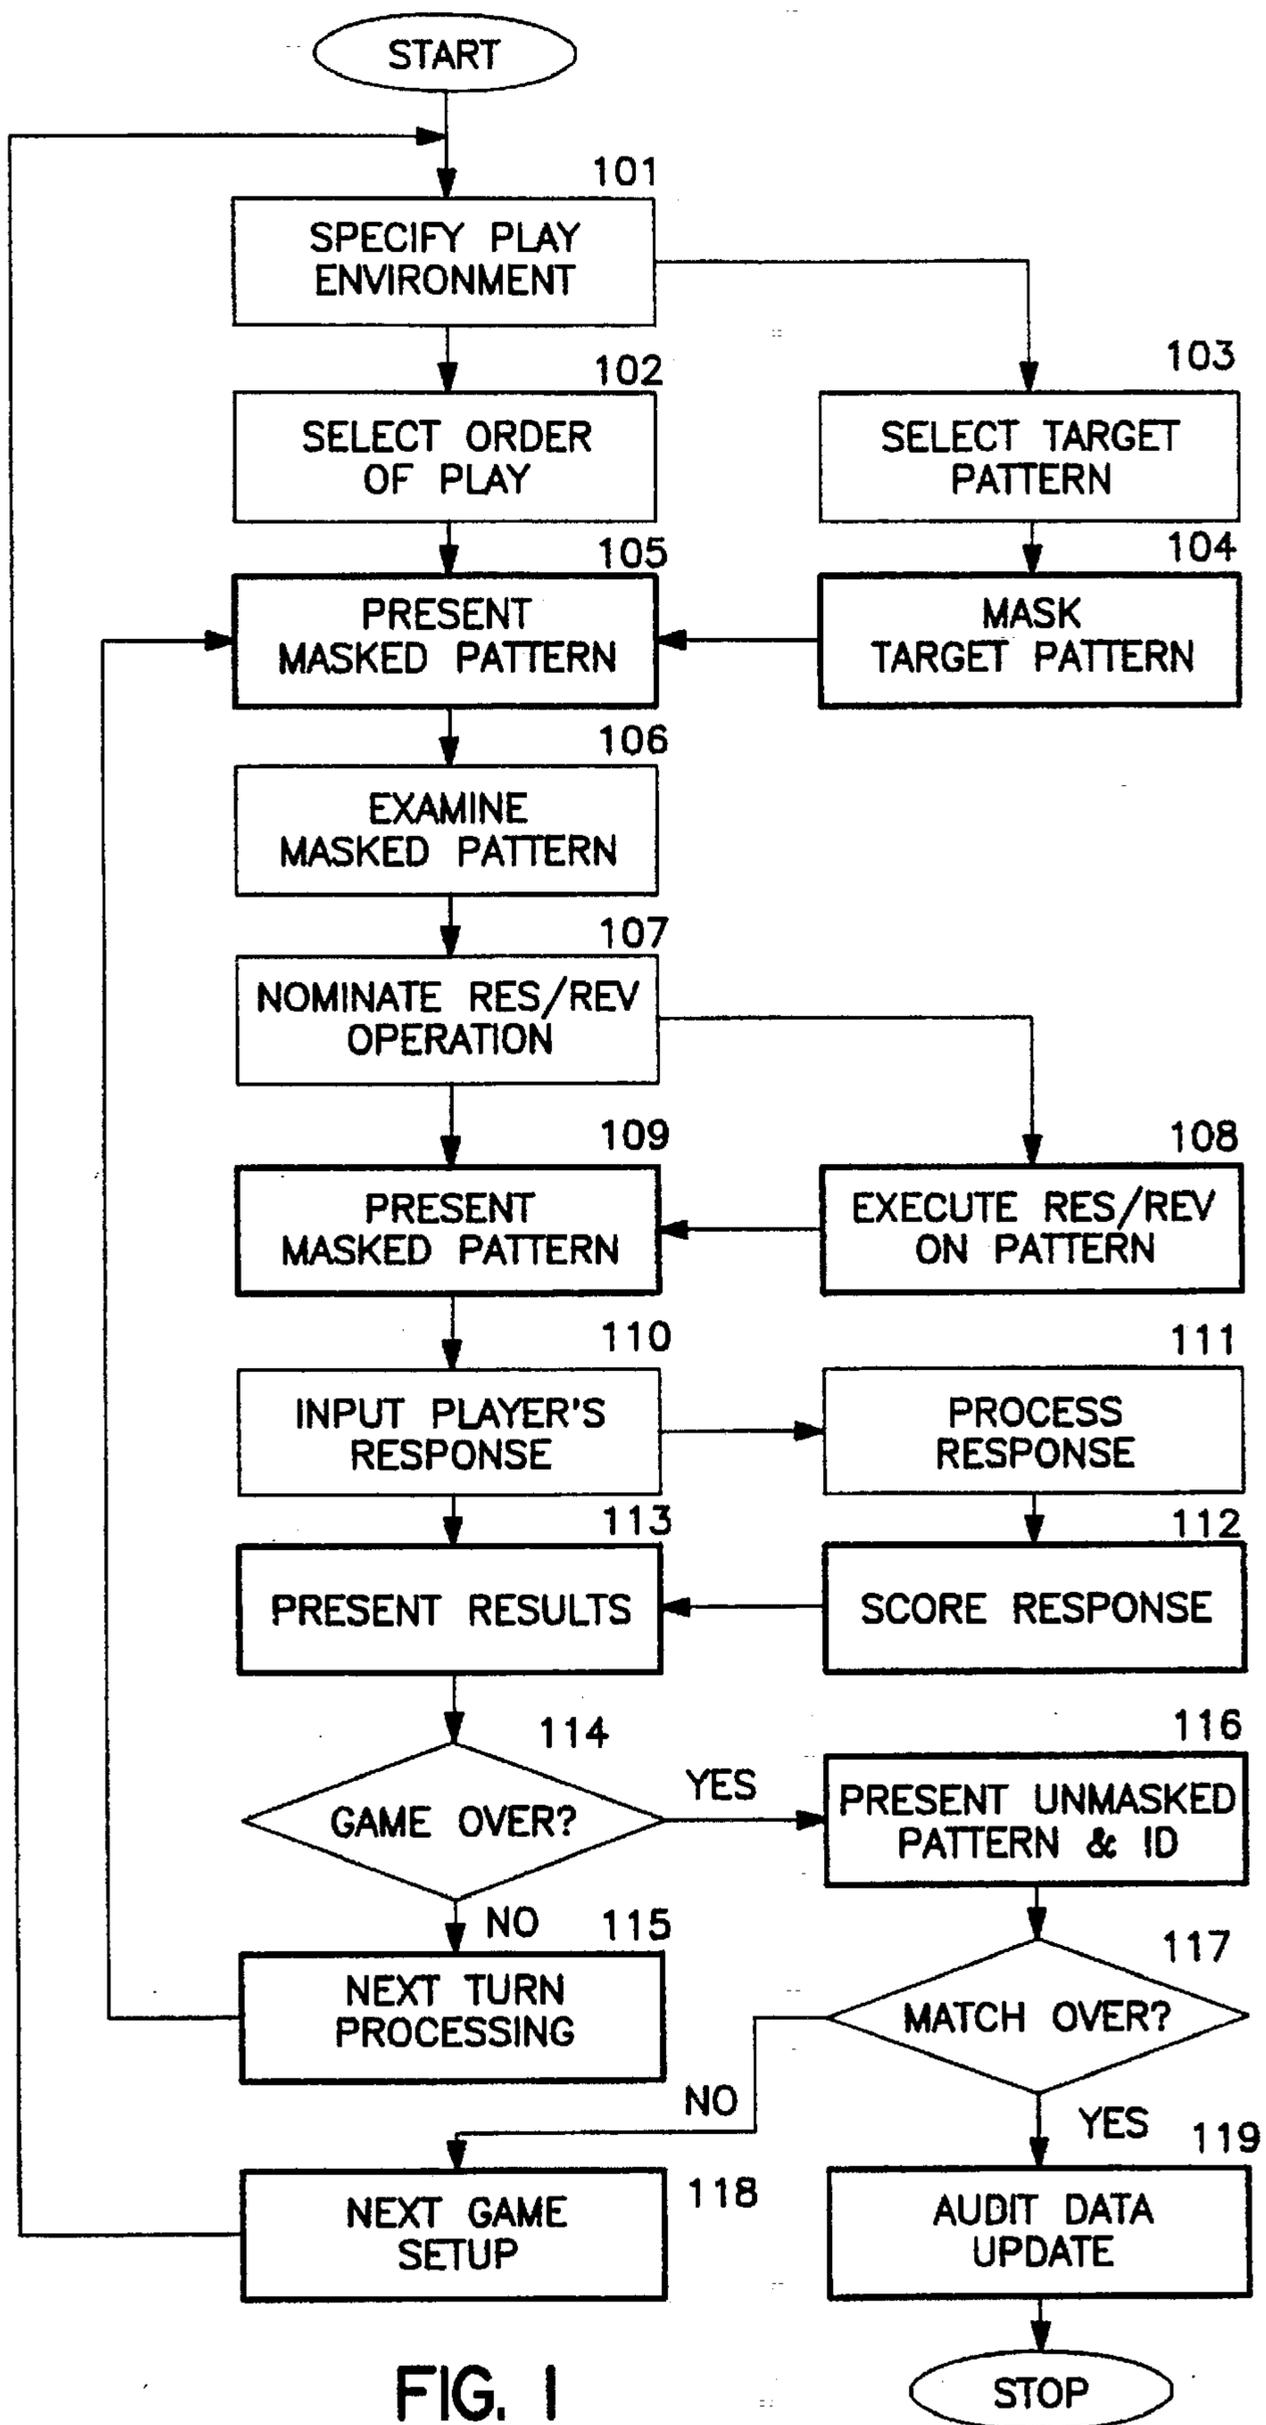 START
101
SPECIFY PLAY
ENVIRONMENT
102
SELECT ORDER
OF PLAY
103
SELECT TARGET
PATTERN
105
PRESENT
MASKED PATTERN
104
MASK
TARGET PATTERN
106
EXAMINE
MASKED PATTERN
107
NOMINATE RES/REV
OPERATION
109
PRESENT
MASKED PATTERN
108
EXECUTE RES/REV
ON PATTERN
110
INPUT PLAYER'S
RESPONSE
111
PROCESS
RESPONSE
113
PRESENT RESULTS
112
SCORE RESPONSE
114
GAME OVER?
YES
116
PRESENT UNMASKED
PATTERN & ID
NO
115
NEXT TURN
PROCESSING
117
MATCH OVER?
NO
YES
118
NEXT GAME
SETUP
119
AUDIT DATA
UPDATE
STOP
FIG. 1